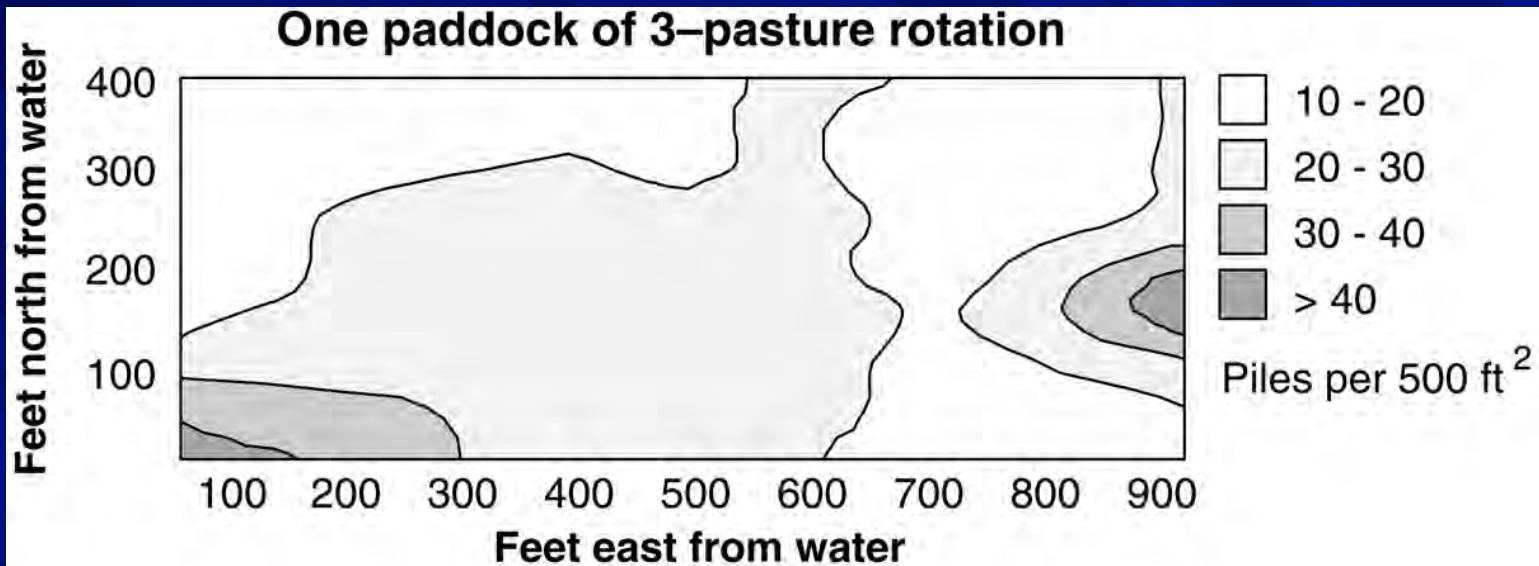 One paddock of 3–pasture rotation
Feet north from water
400
300
200
100
100 200 300 400 500 600 700 800 900
Feet east from water
10 - 20
20 - 30
30 - 40
> 40
Piles per 500 ft 2